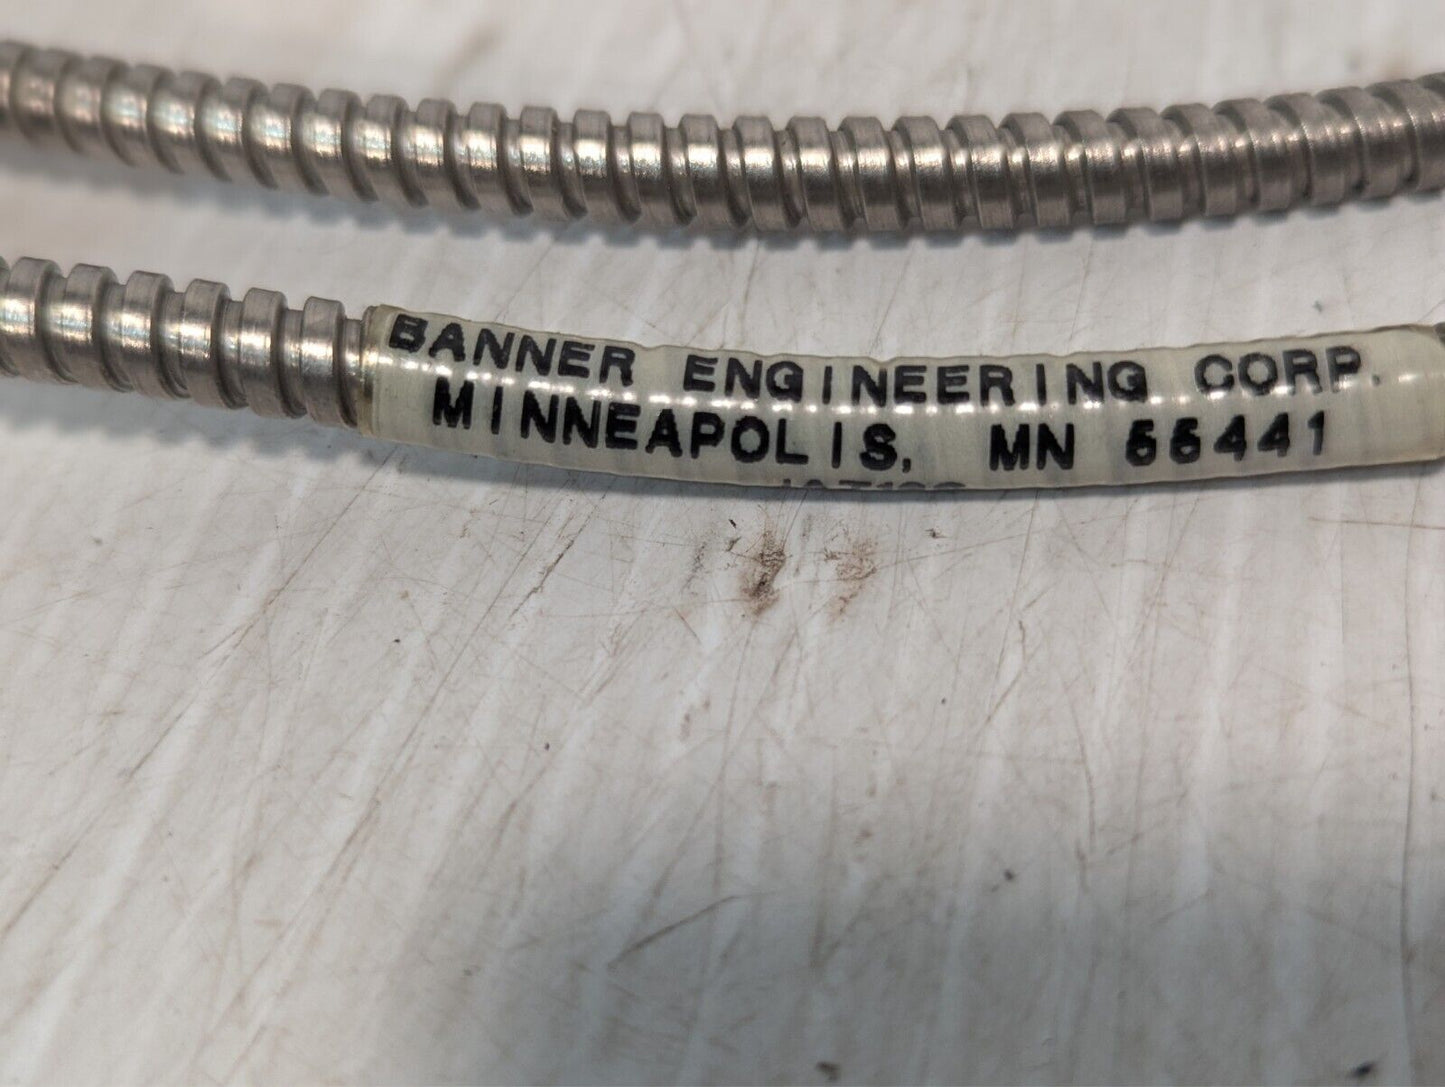 BANNER ENGINEERING CORP.
MINNEAPOLIS, MN 55441